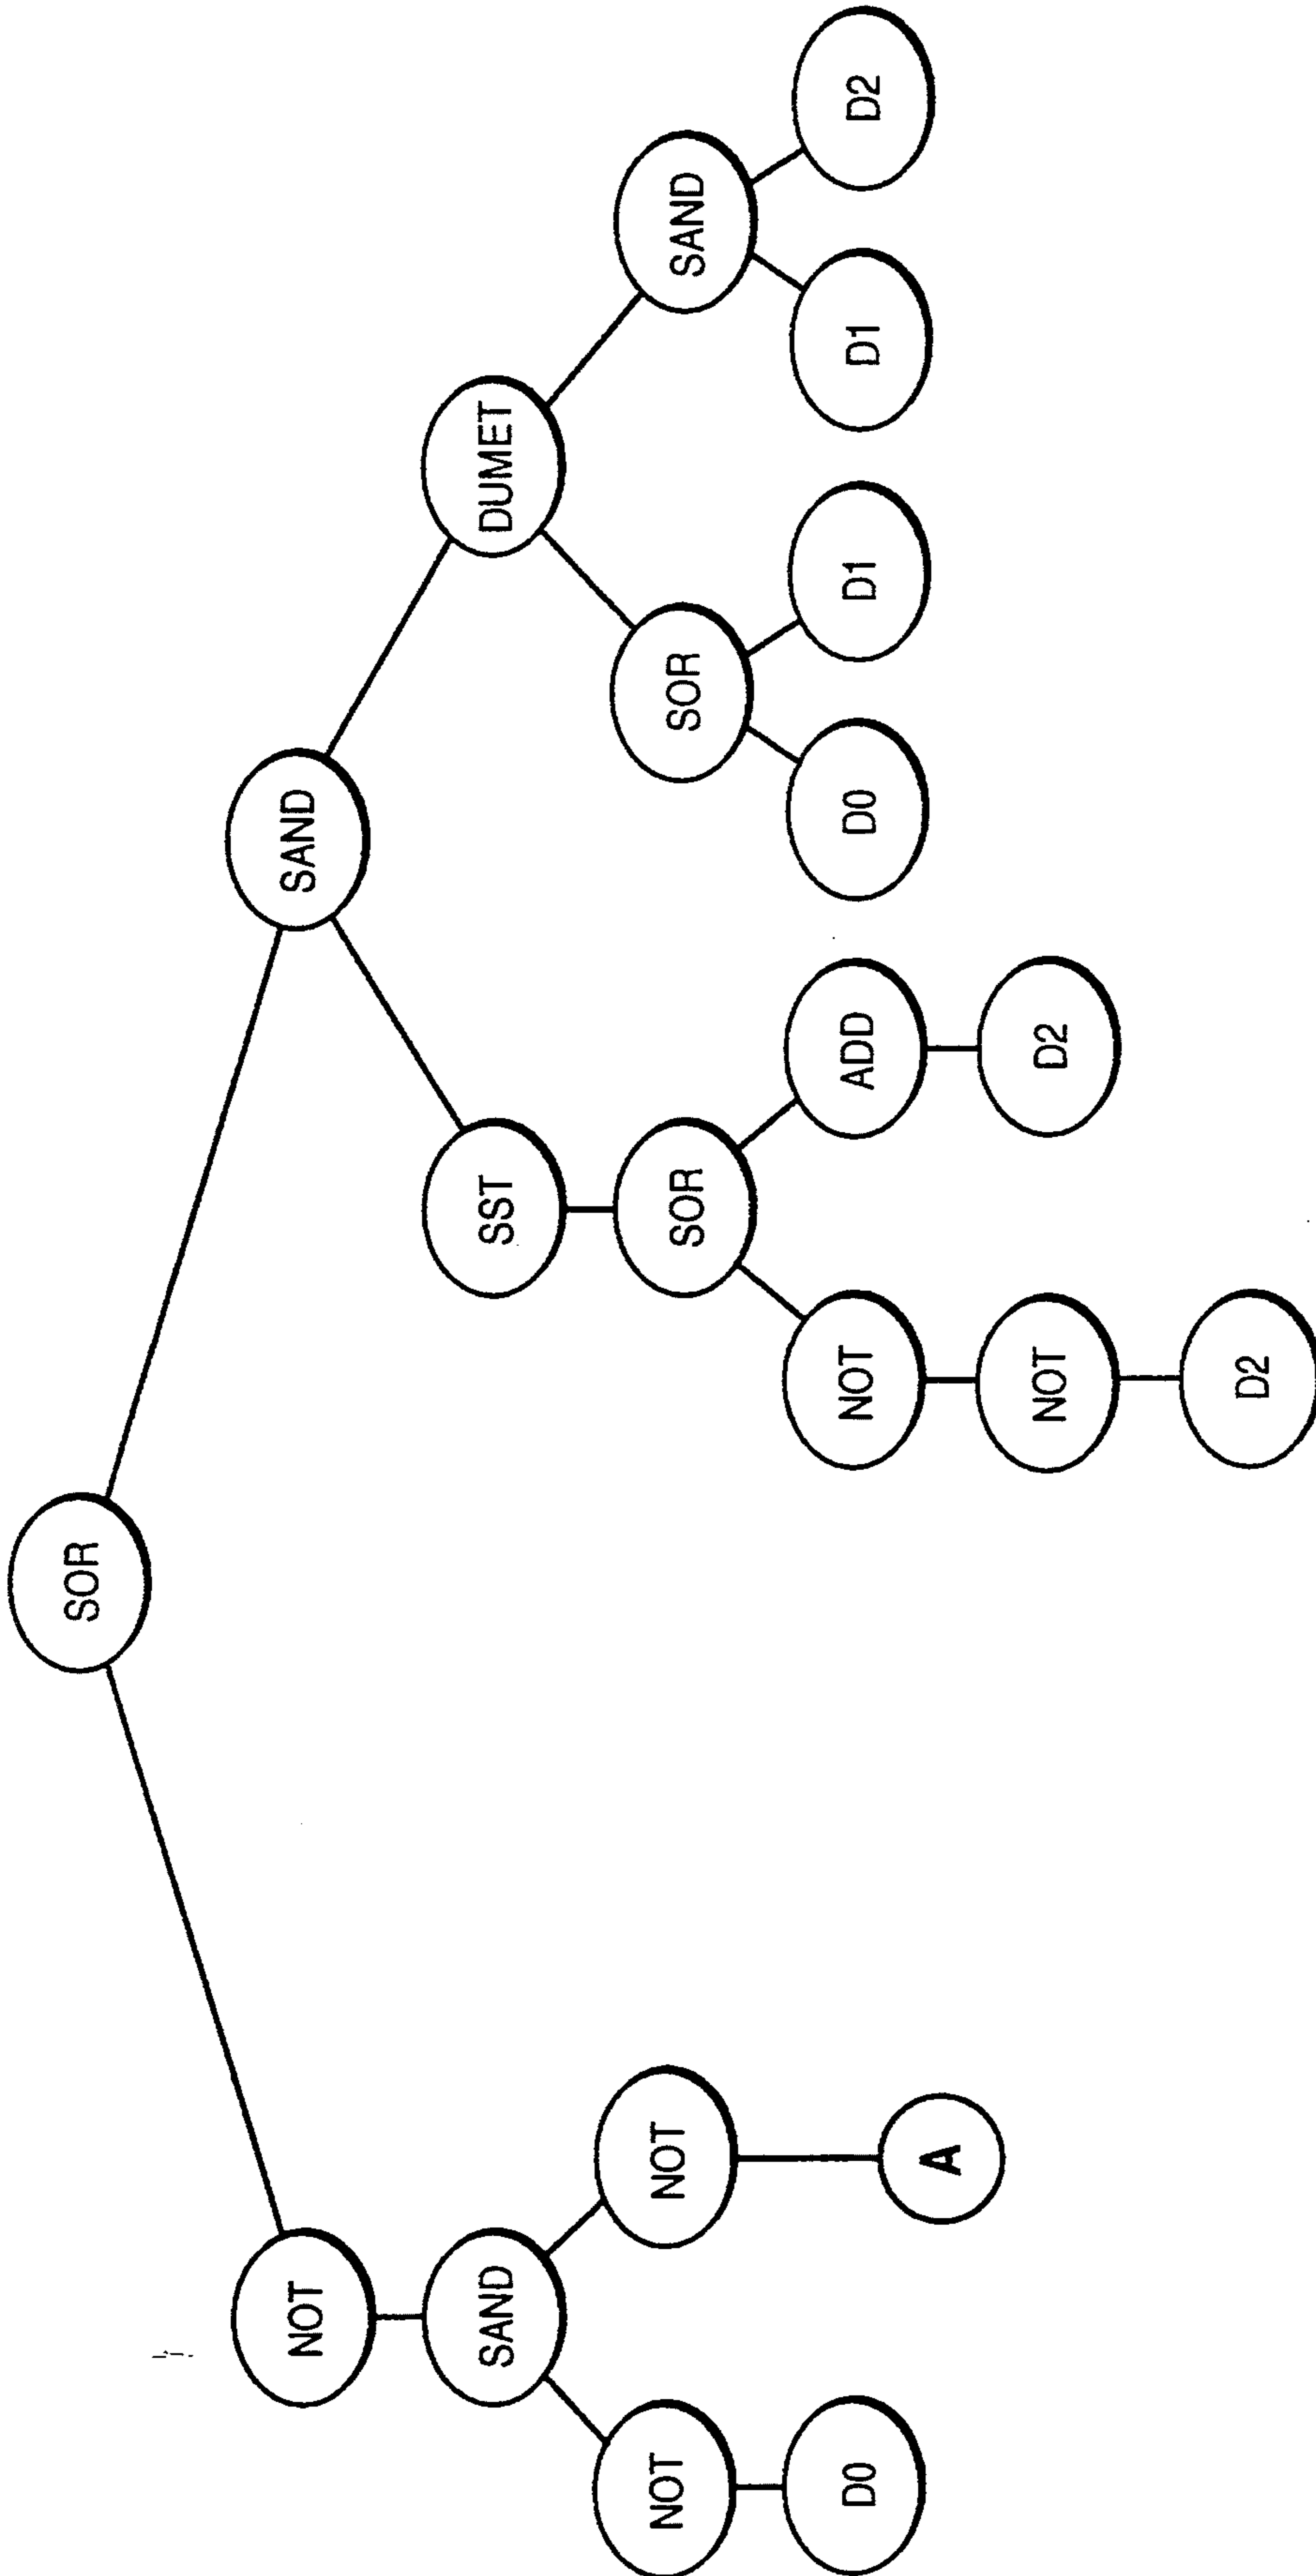 SOR
NOT
SAND
SAND
SST
DUMET
NOT
NOT
SOR
SOR
SAND
D0
A
NOT
ADD
D0
D1
D1
D2
NOT
D2
D2